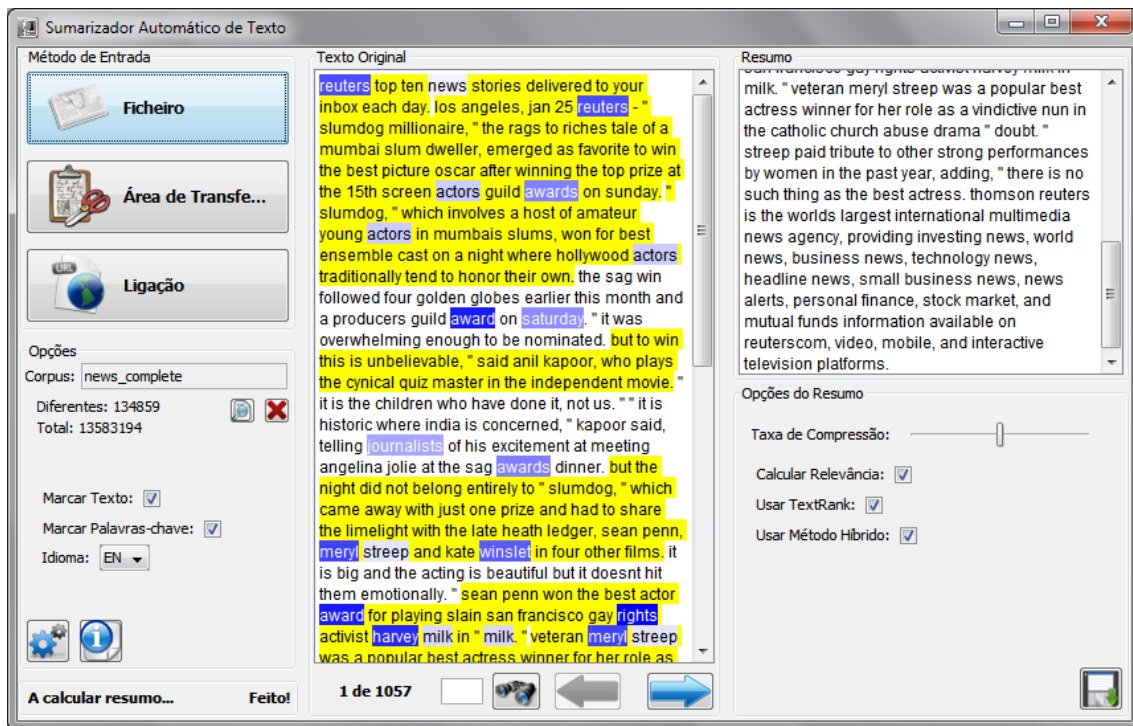 Sumarizador Automático de Texto
Método de Entrada
Ficheiro
Área de Transfe...
URL
Ligação
Opções
Corpus: news_complete
Diferentes: 134859
Total: 13583194
Marcar Texto:
Marcar Palavras-chave:
Idioma: EN
A calcular resumo... Feito!
Texto Original
reuters top ten news stories delivered to your
inbox each day. los angeles, jan 25 reuters - "
slumdog millionaire, " the rags to riches tale of a
mumbai slum dweller, emerged as favorite to win
the best picture oscar after winning the top prize at
the 15th screen actors guild awards on sunday. "
slumdog, " which involves a host of amateur
young actors in mumbais slums, won for best
ensemble cast on a night where hollywood actors
traditionally tend to honor their own. the sag win
followed four golden globes earlier this month and
a producers guild award on saturday. " it was
overwhelming enough to be nominated. but to win
this is unbelievable, " said anil kapoor, who plays
the cynical quiz master in the independent movie. "
it is the children who have done it, not us. " " it is
historic where india is concerned, " kapoor said,
telling journalists of his excitement at meeting
angelina jolie at the sag awards dinner. but the
night did not belong entirely to " slumdog, " which
came away with just one prize and had to share
the limelight with the late heath ledger, sean penn,
meryl streep and kate winslet in four other films. it
is big and the acting is beautiful but it doesnt hit
them emotionally. " sean penn won the best actor
award for playing slain san francisco gay rights
activist harvey milk in " milk. " veteran meryl streep
was a popular best actress winner for her role as
1 de 1057
Resumo
san francisco gay rights activist harvey milk in "
milk. " veteran meryl streep was a popular best
actress winner for her role as a vindictive nun in
the catholic church abuse drama " doubt. "
streep paid tribute to other strong performances
by women in the past year, adding, " there is no
such thing as the best actress. thomson reuters
is the worlds largest international multimedia
news agency, providing investing news, world
news, business news, technology news,
headline news, small business news, news
alerts, personal finance, stock market, and
mutual funds information available on
reuterscom, video, mobile, and interactive
television platforms.
Opções do Resumo
Taxa de Compressão:
Calcular Relevância:
Usar TextRank:
Usar Método Híbrido: